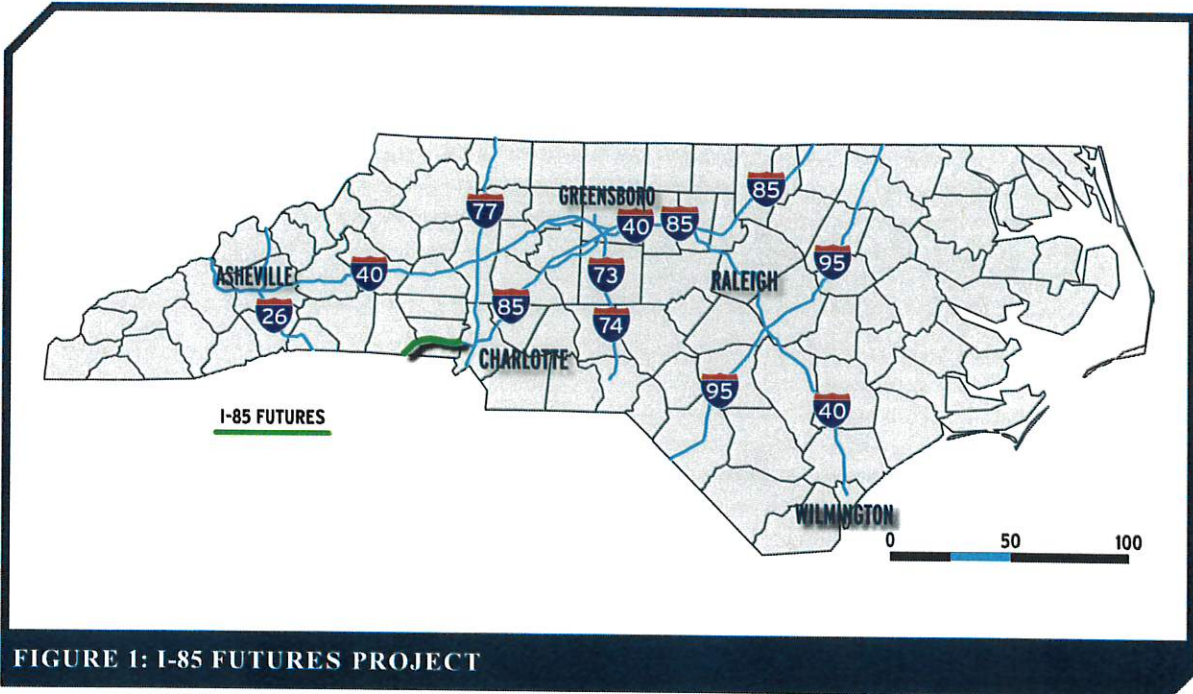 77
GREENSBORO
85
40
85
95
ASHEVILLE
40
73
RALEIGH
26
85
74
CHARLOTTE
95
40
I-85 FUTURES
WILMINGTON
0 50 100
FIGURE 1: I-85 FUTURES PROJECT